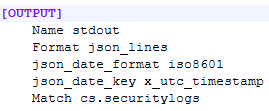 [OUTPUT]
    Name stdout
    Format json_lines
    json_date_format iso8601
    json_date_key x_utc_timestamp
    Match cs.securitylogs